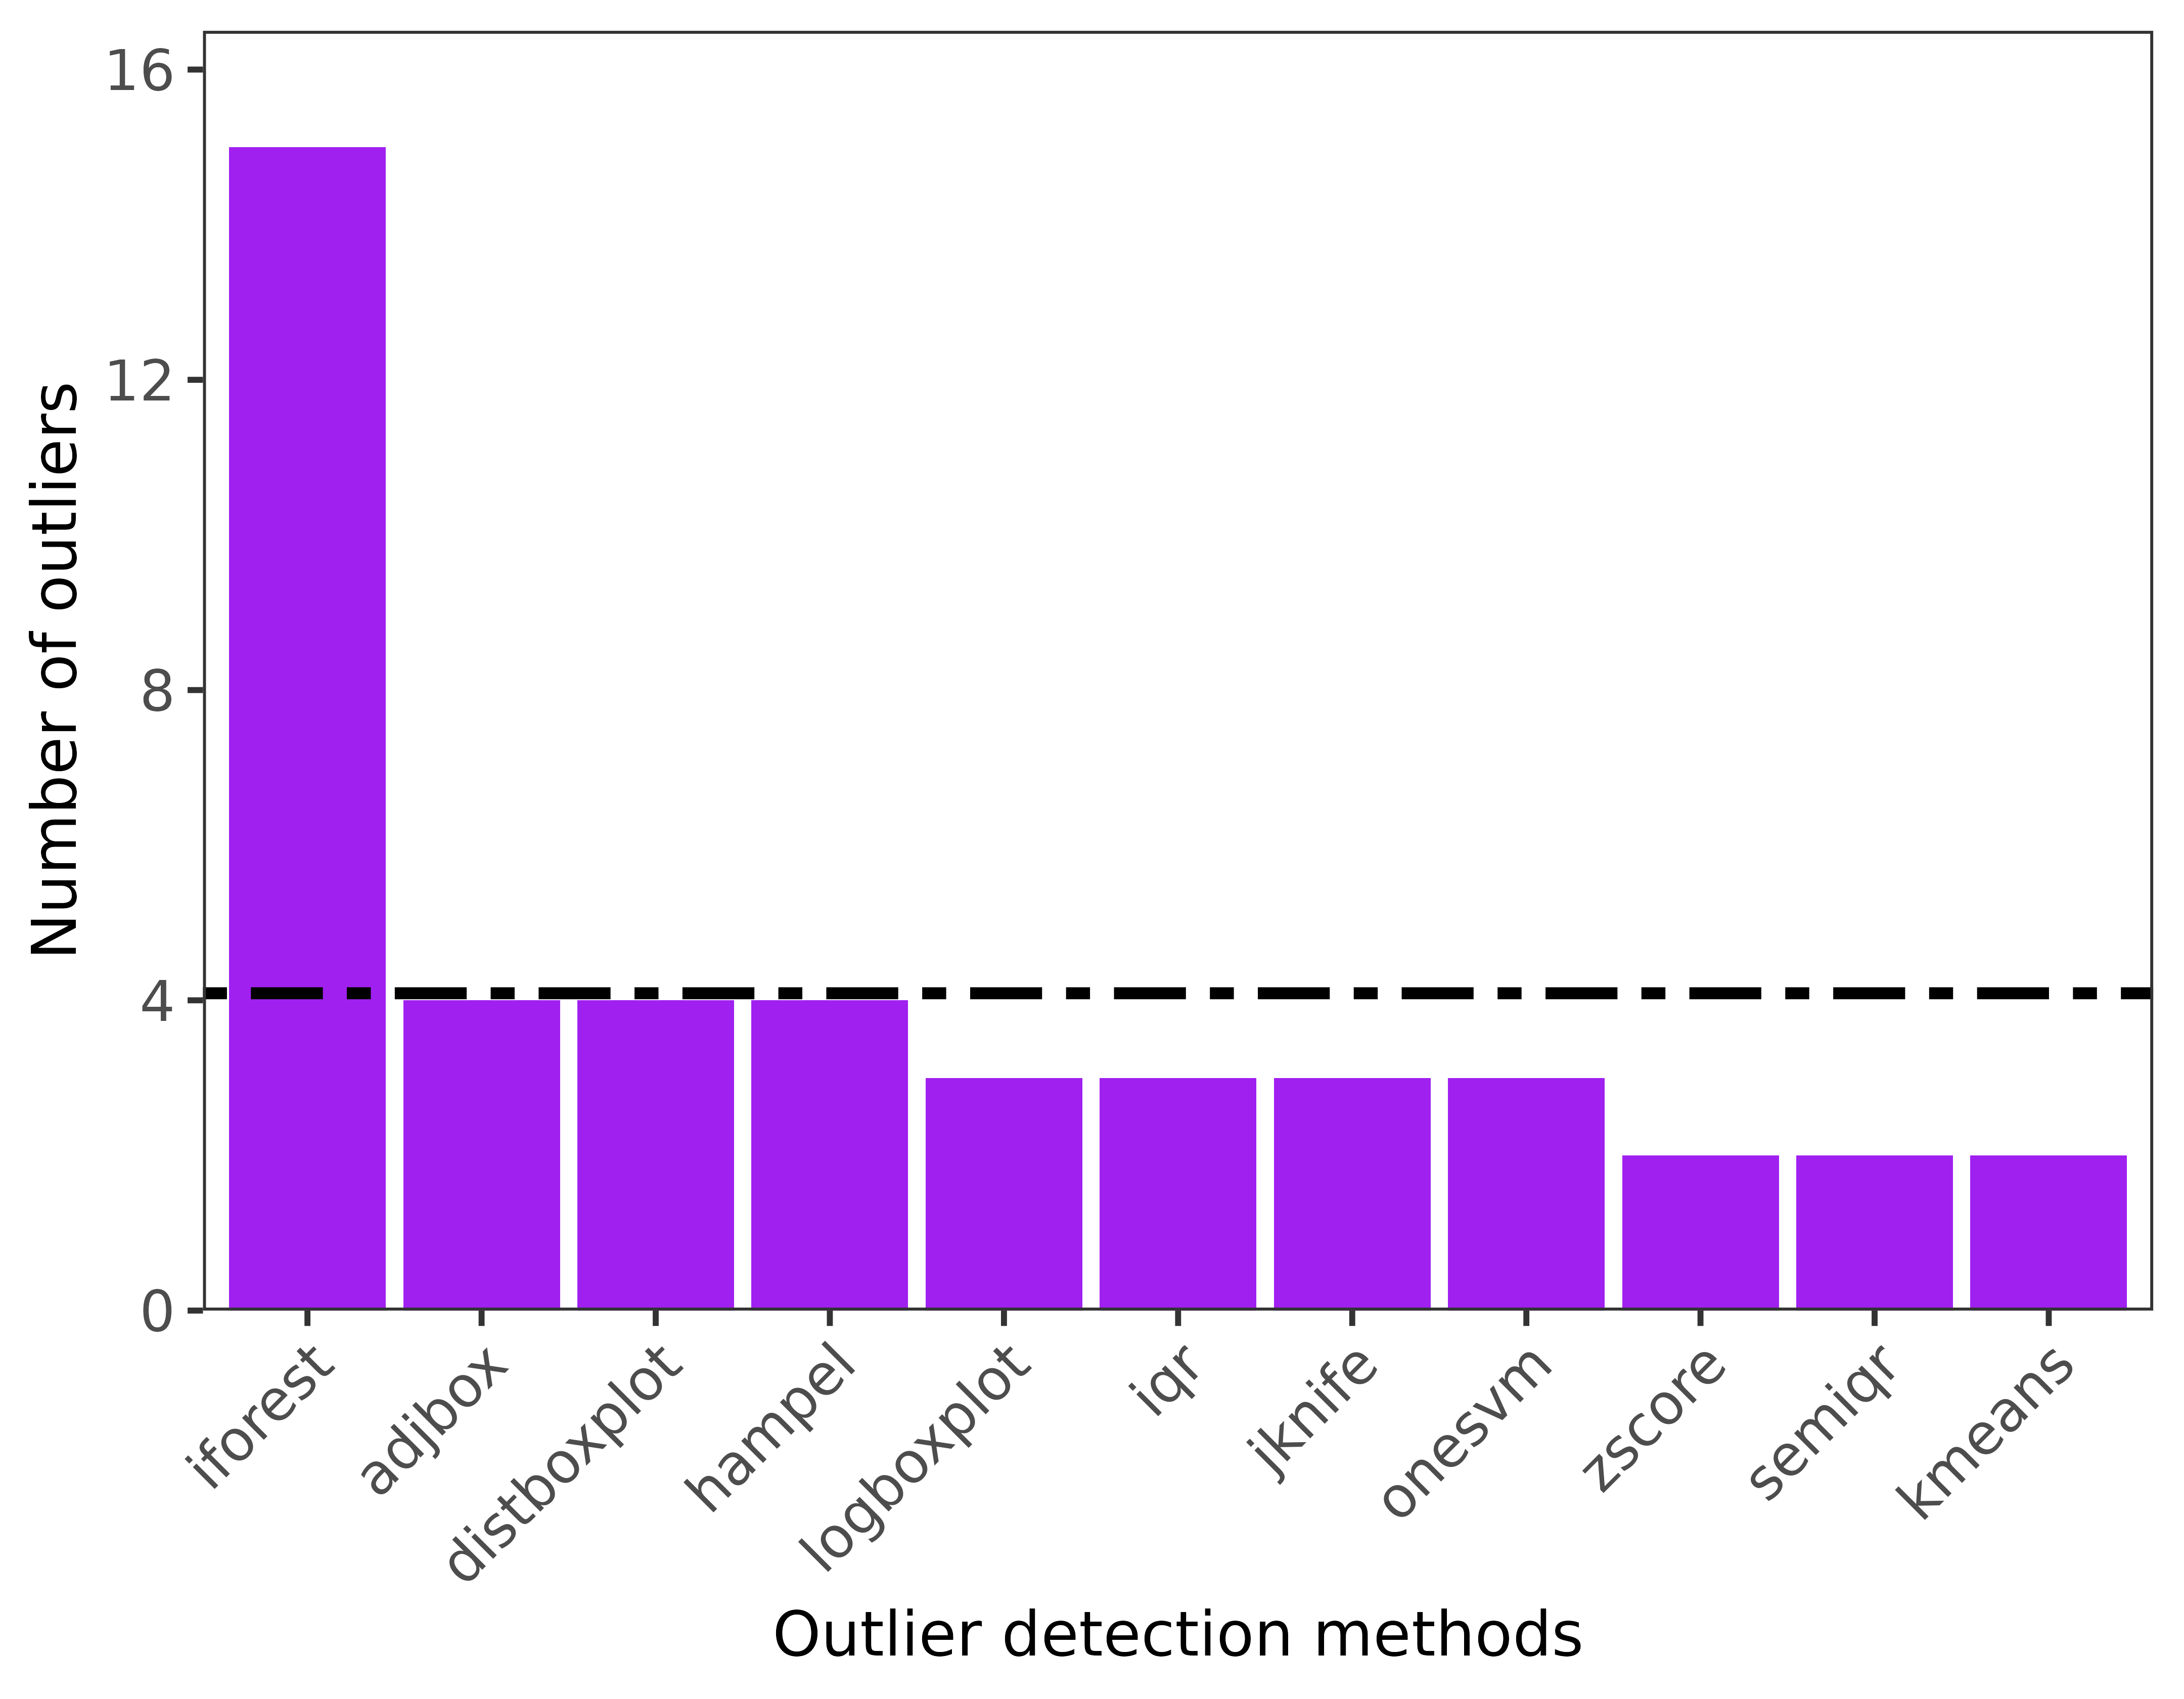 Number of outliers
16
12
8
4
0
iforest
adjbox
distboxplot
hampel
logboxplot
iqr
jknife
onesvm
zscore
semiqr
kmeans
Outlier detection methods